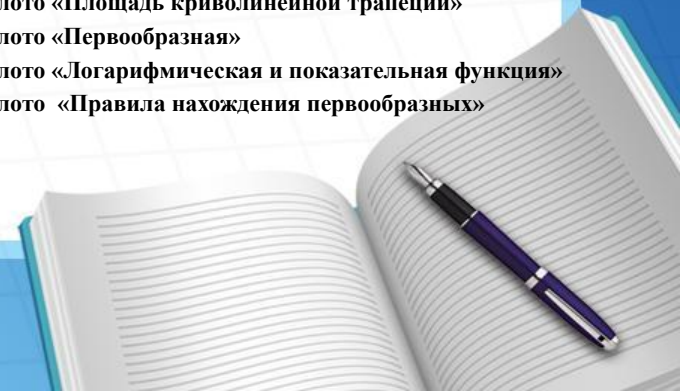 лото «Площадь криволинейной трапеции»
лото «Первообразная»
лото «Логарифмическая и показательная функция»
лото «Правила нахождения первообразных»